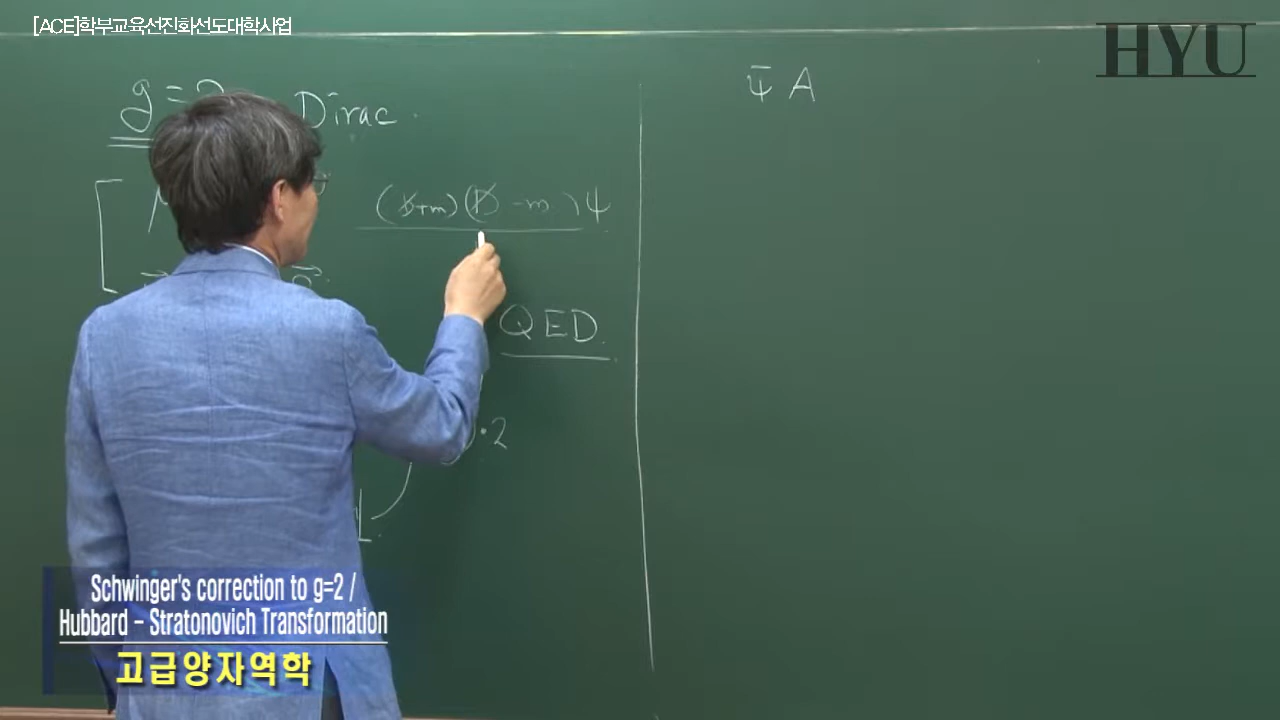 [ACE]학부교육선진화선도대학사업
HYU
g = 2 Dirac.
(D̸+m)(D̸ -m)ψ
QED.
ψ̄ A
Schwinger's correction to g=2 /
Hubbard - Stratonovich Transformation
고급양자역학